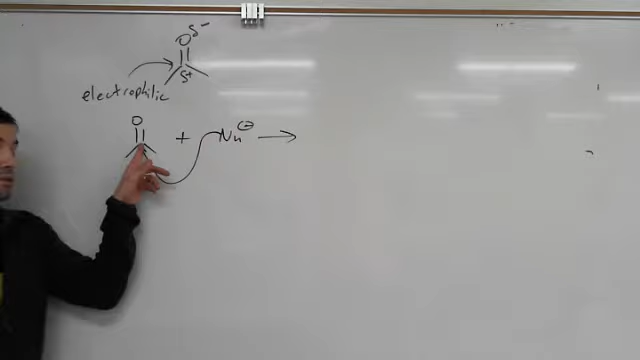 O δ-
δ+
electrophilic
O
+ Nu⊖ →